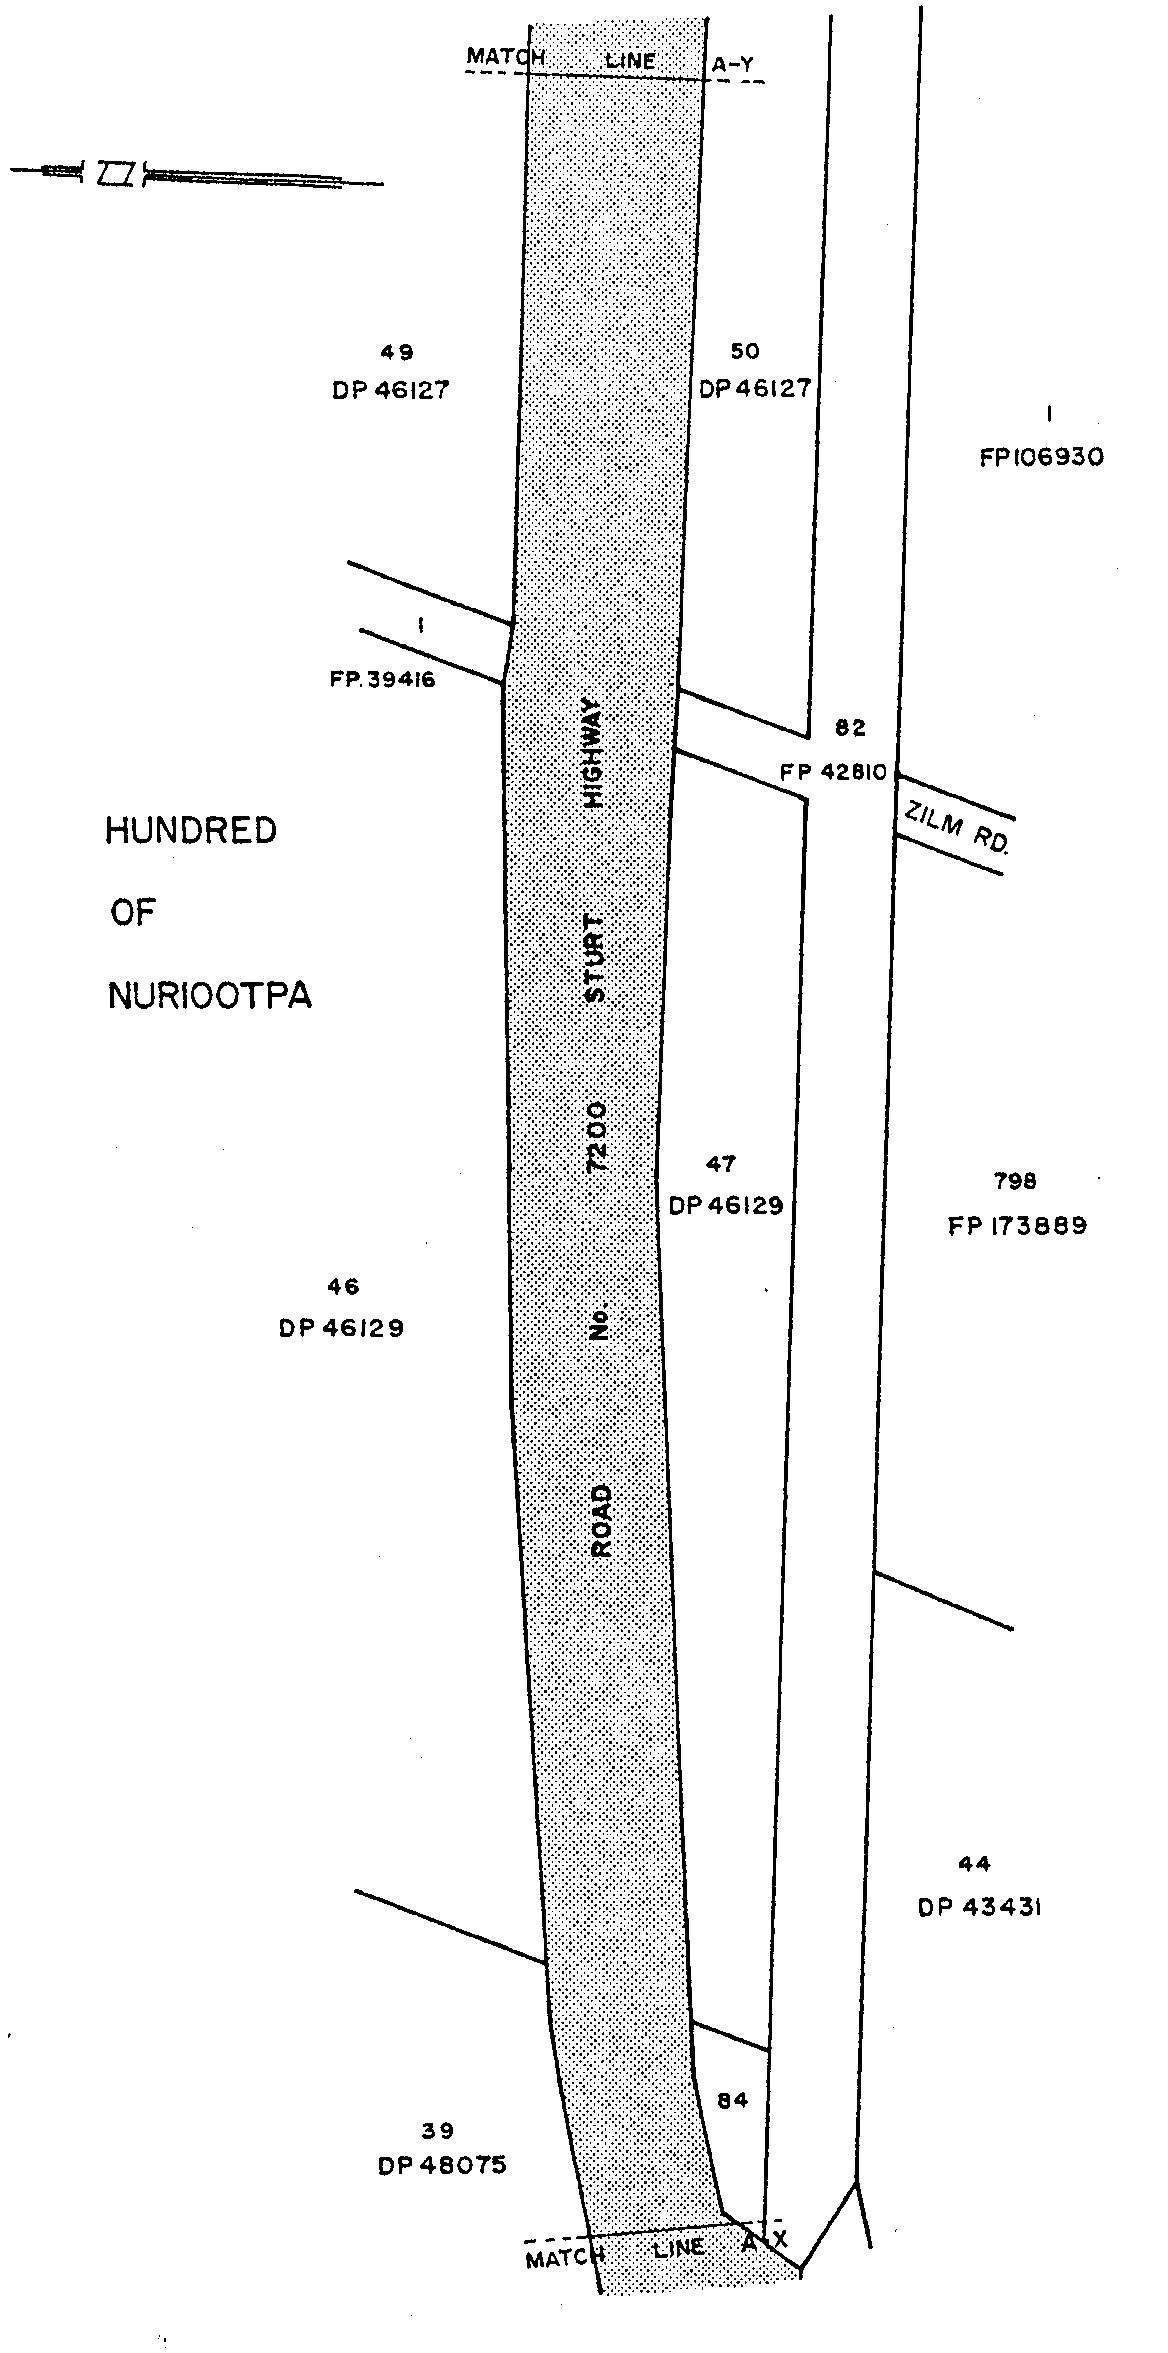 MATCH LINE A-Y
Z
49
DP 46127
50
DP 46127
1
FP 106930
1
FP. 39416
82
FP 42810
ZILM RD.
HUNDRED
OF
NURIOOTPA
ROAD No. 7200 STURT HIGHWAY
47
DP 46129
798
FP 173889
46
DP 46129
44
DP 43431
84
39
DP 48075
MATCH LINE A-X